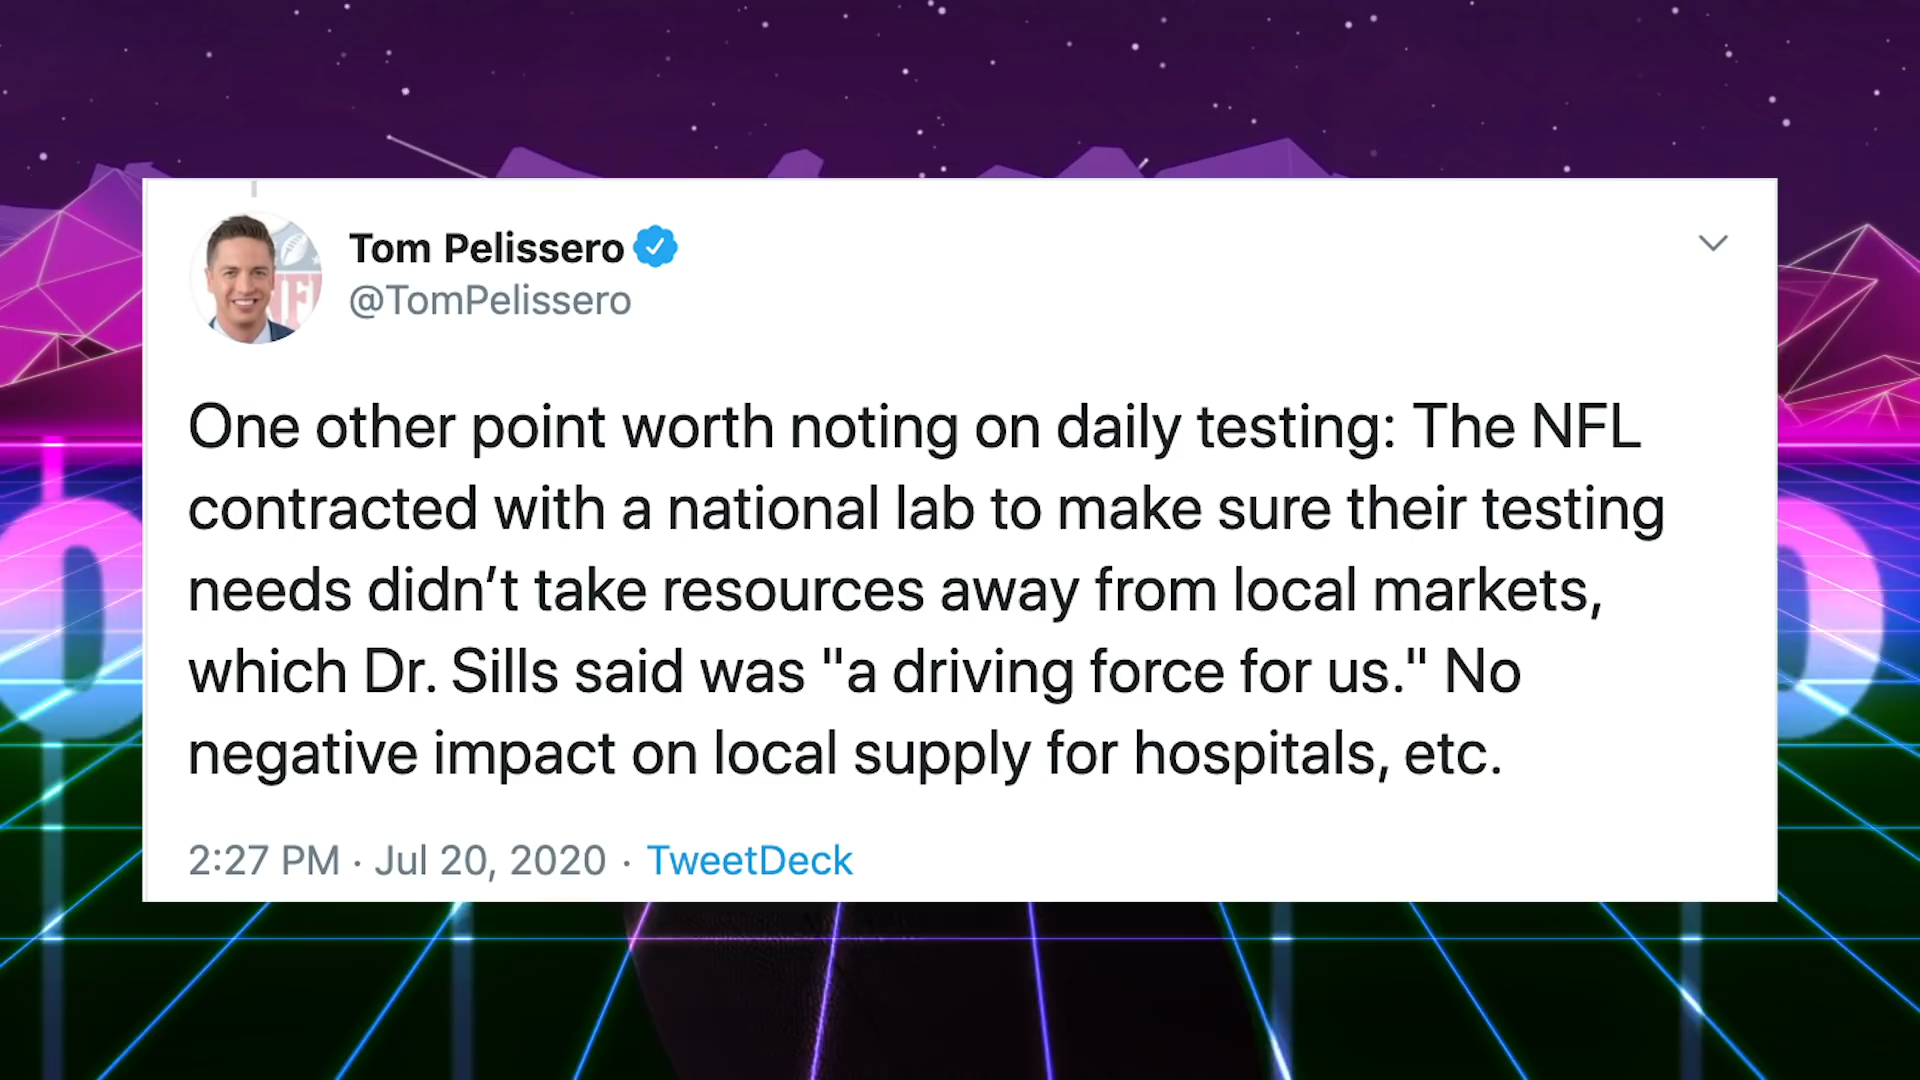 Tom Pelissero
@TomPelissero
One other point worth noting on daily testing: The NFL
contracted with a national lab to make sure their testing
needs didn’t take resources away from local markets,
which Dr. Sills said was "a driving force for us." No
negative impact on local supply for hospitals, etc.
2:27 PM · Jul 20, 2020 · TweetDeck